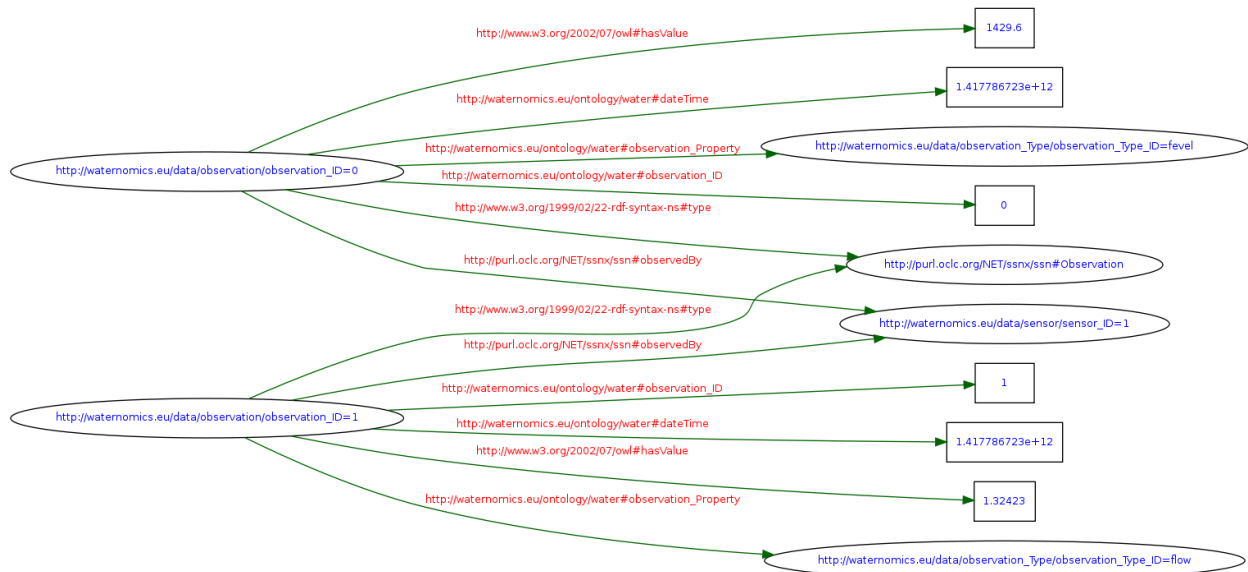 http://www.w3.org/2002/07/owl#hasValue
1429.6
http://waternomics.eu/ontology/water#dateTime
1.417786723e+12
http://waternomics.eu/ontology/water#observation_Property
http://waternomics.eu/data/observation_Type/observation_Type_ID=fevel
http://waternomics.eu/data/observation/observation_ID=0
http://waternomics.eu/ontology/water#observation_ID
0
http://www.w3.org/1999/02/22-rdf-syntax-ns#type
http://purl.oclc.org/NET/ssnx/ssn#observedBy
http://purl.oclc.org/NET/ssnx/ssn#Observation
http://www.w3.org/1999/02/22-rdf-syntax-ns#type
http://waternomics.eu/data/sensor/sensor_ID=1
http://purl.oclc.org/NET/ssnx/ssn#observedBy
http://waternomics.eu/ontology/water#observation_ID
1
http://waternomics.eu/data/observation/observation_ID=1
http://waternomics.eu/ontology/water#dateTime
1.417786723e+12
http://www.w3.org/2002/07/owl#hasValue
1.32423
http://waternomics.eu/ontology/water#observation_Property
http://waternomics.eu/data/observation_Type/observation_Type_ID=flow